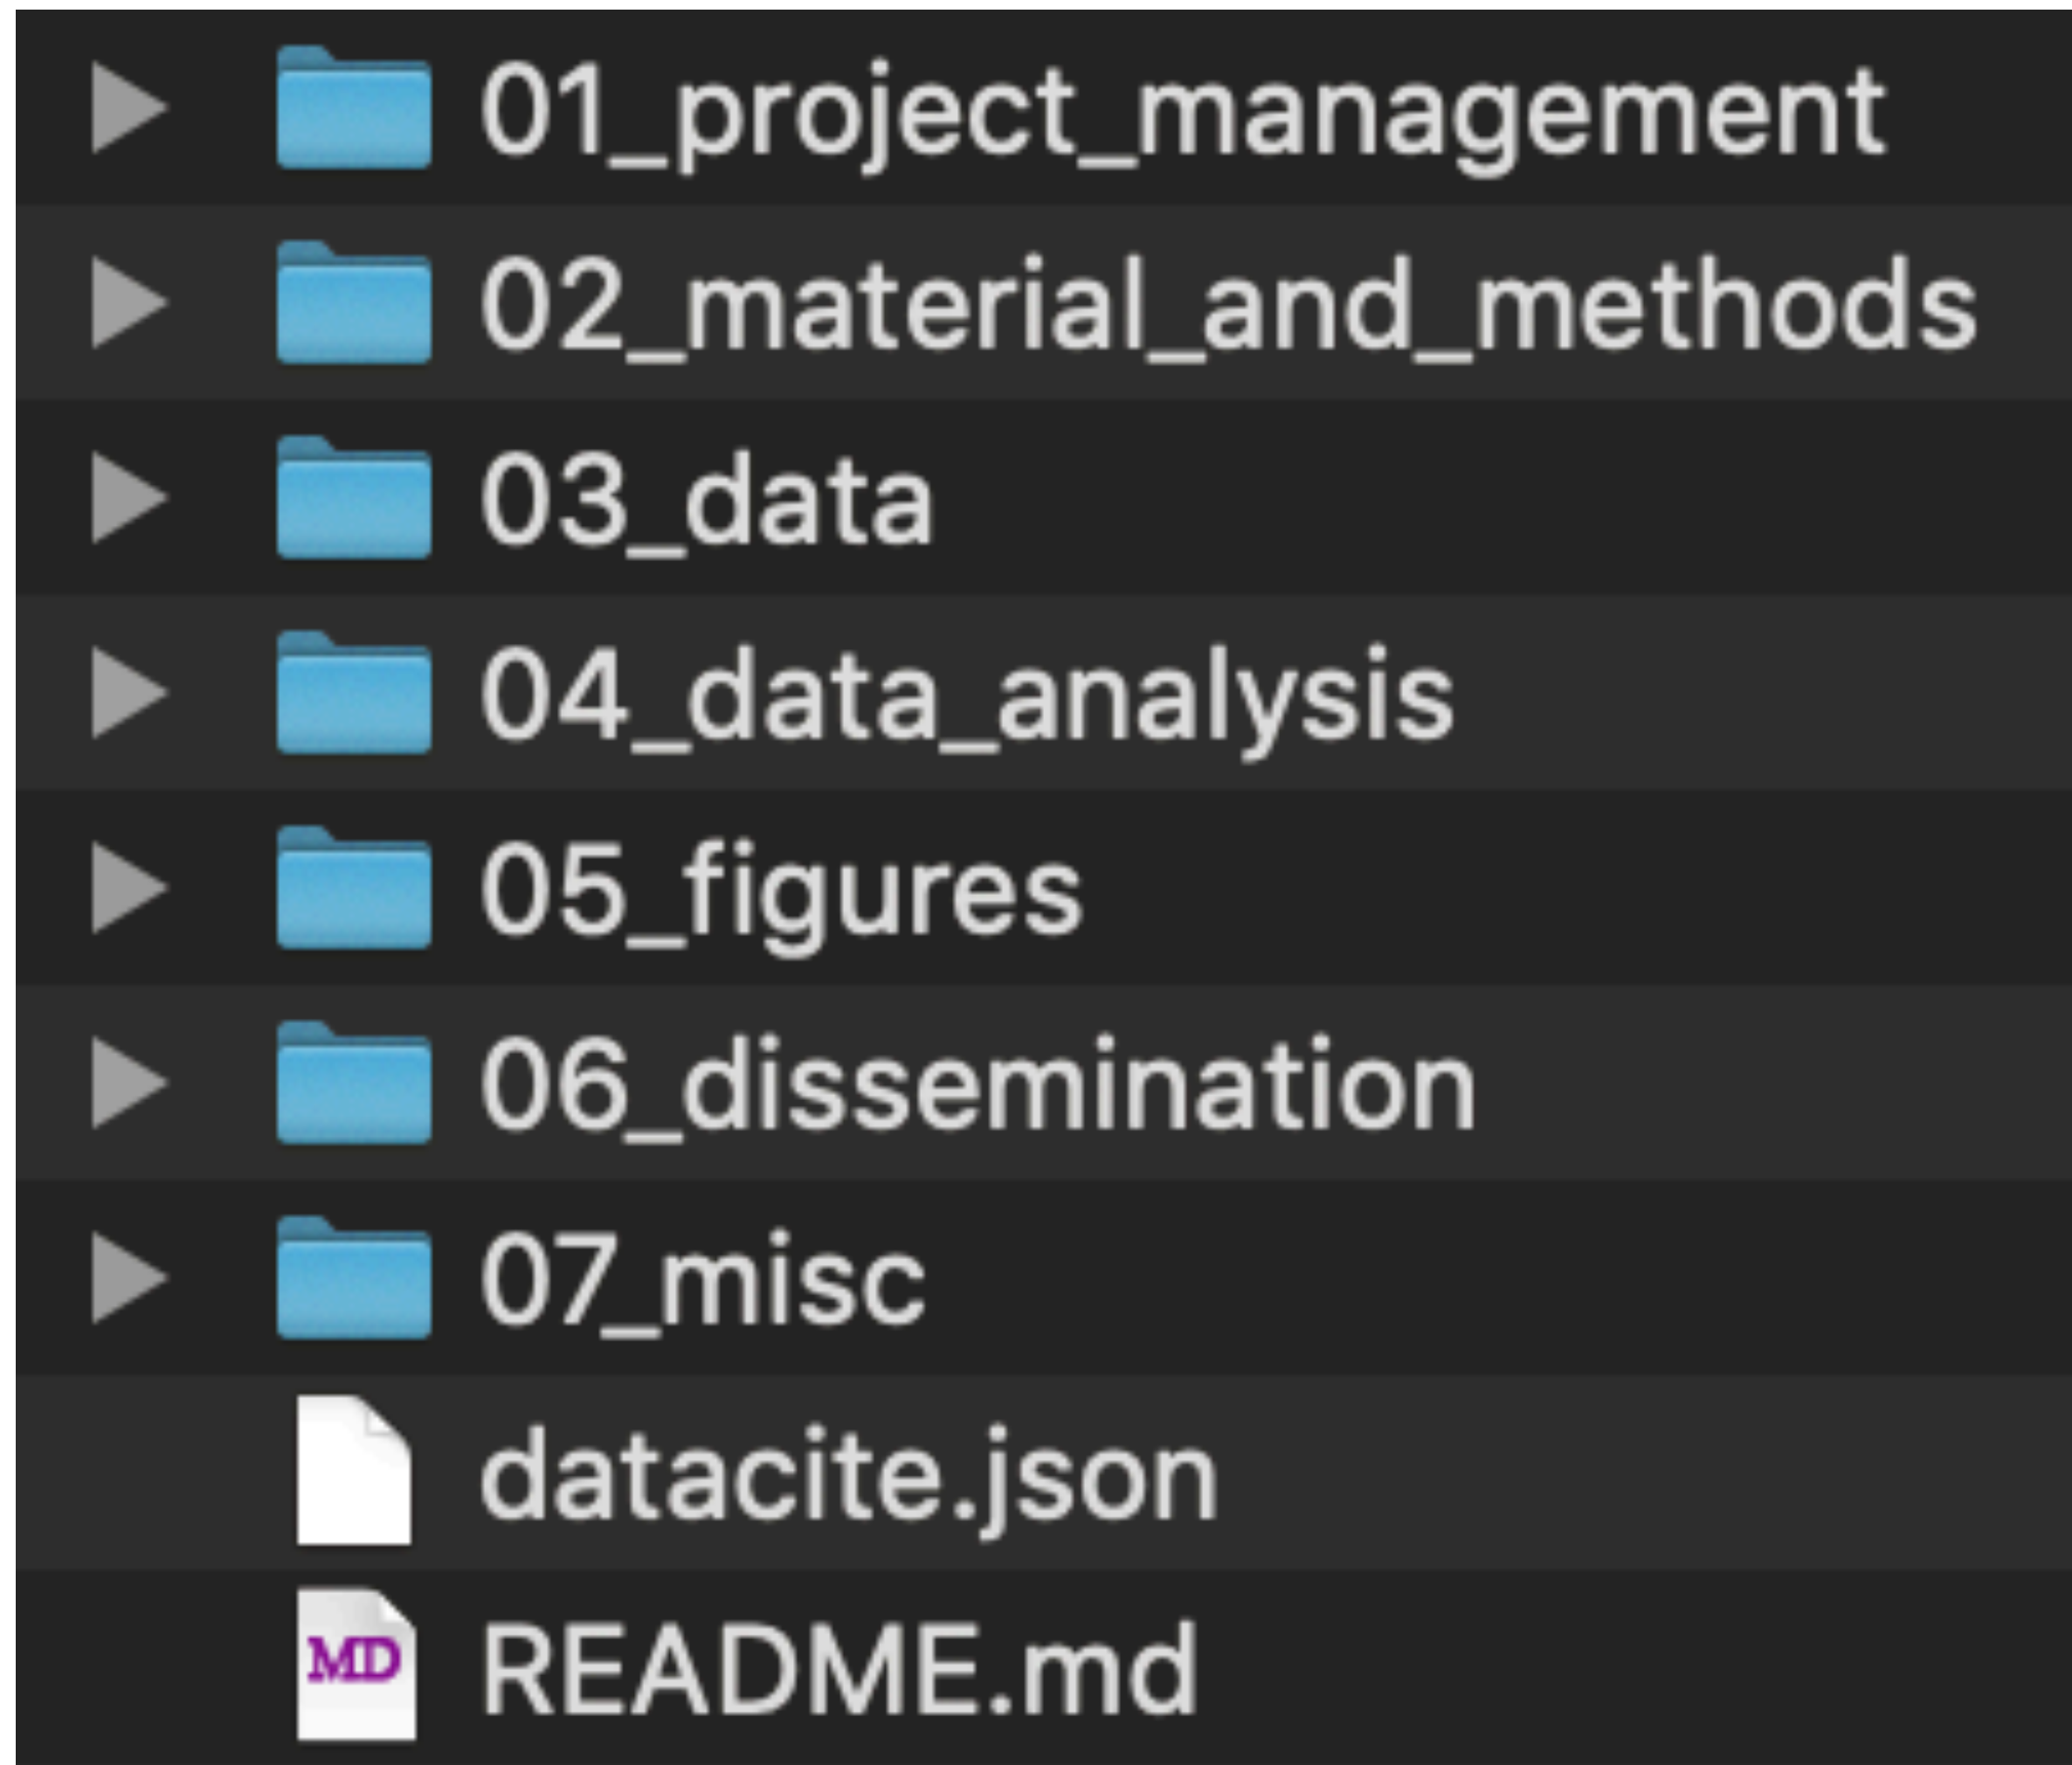 01_project_management
02_material_and_methods
03_data
04_data_analysis
05_figures
06_dissemination
07_misc
datacite.json
MD README.md